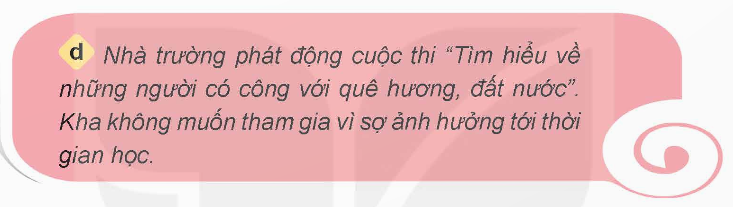 d Nhà trường phát động cuộc thi “Tìm hiểu về
những người có công với quê hương, đất nước”.
Kha không muốn tham gia vì sợ ảnh hưởng tới thời
gian học.